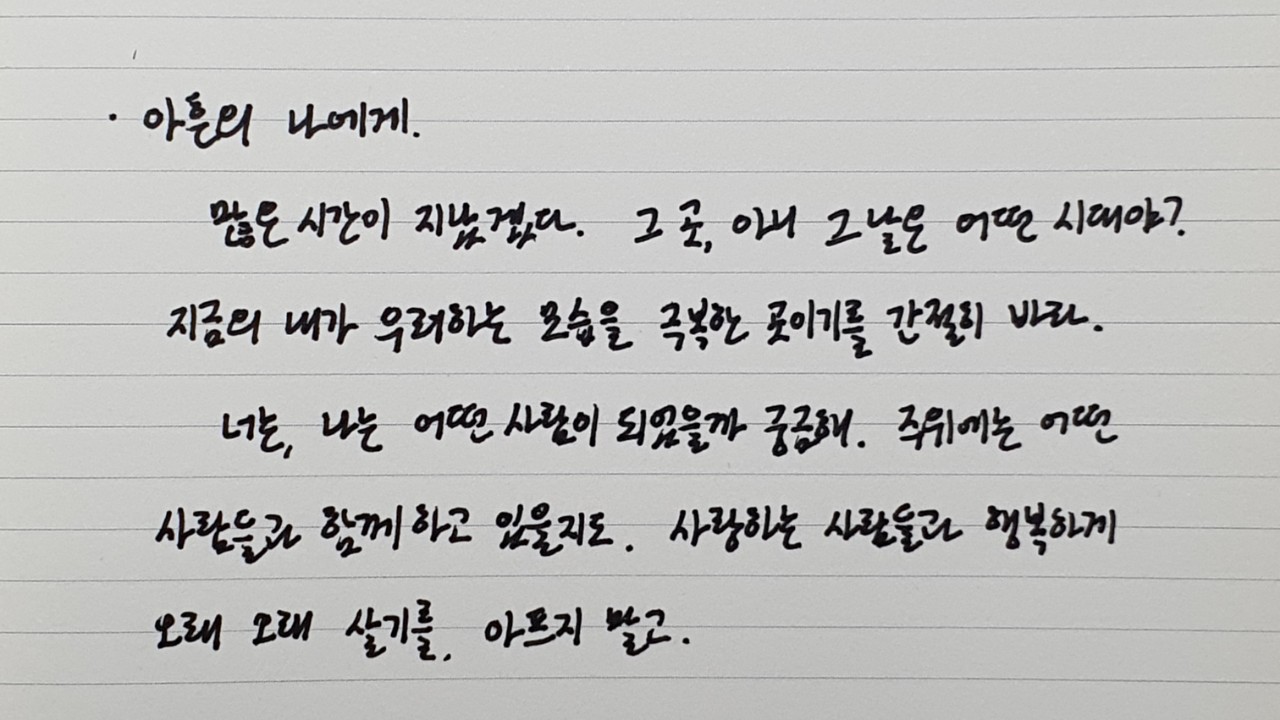 · 아흔의 나에게.
많은 시간이 지났겠다. 그 곳, 아니 그 날은 어떤 시대야?
지금의 내가 우려하는 모습을 극복한 곳이기를 간절히 바라.
너는, 나는 어떤 사람이 되었을까 궁금해. 주위에는 어떤
사람들과 함께 하고 있을지도. 사랑하는 사람들과 행복하게
오래 오래 살기를. 아프지 말고.